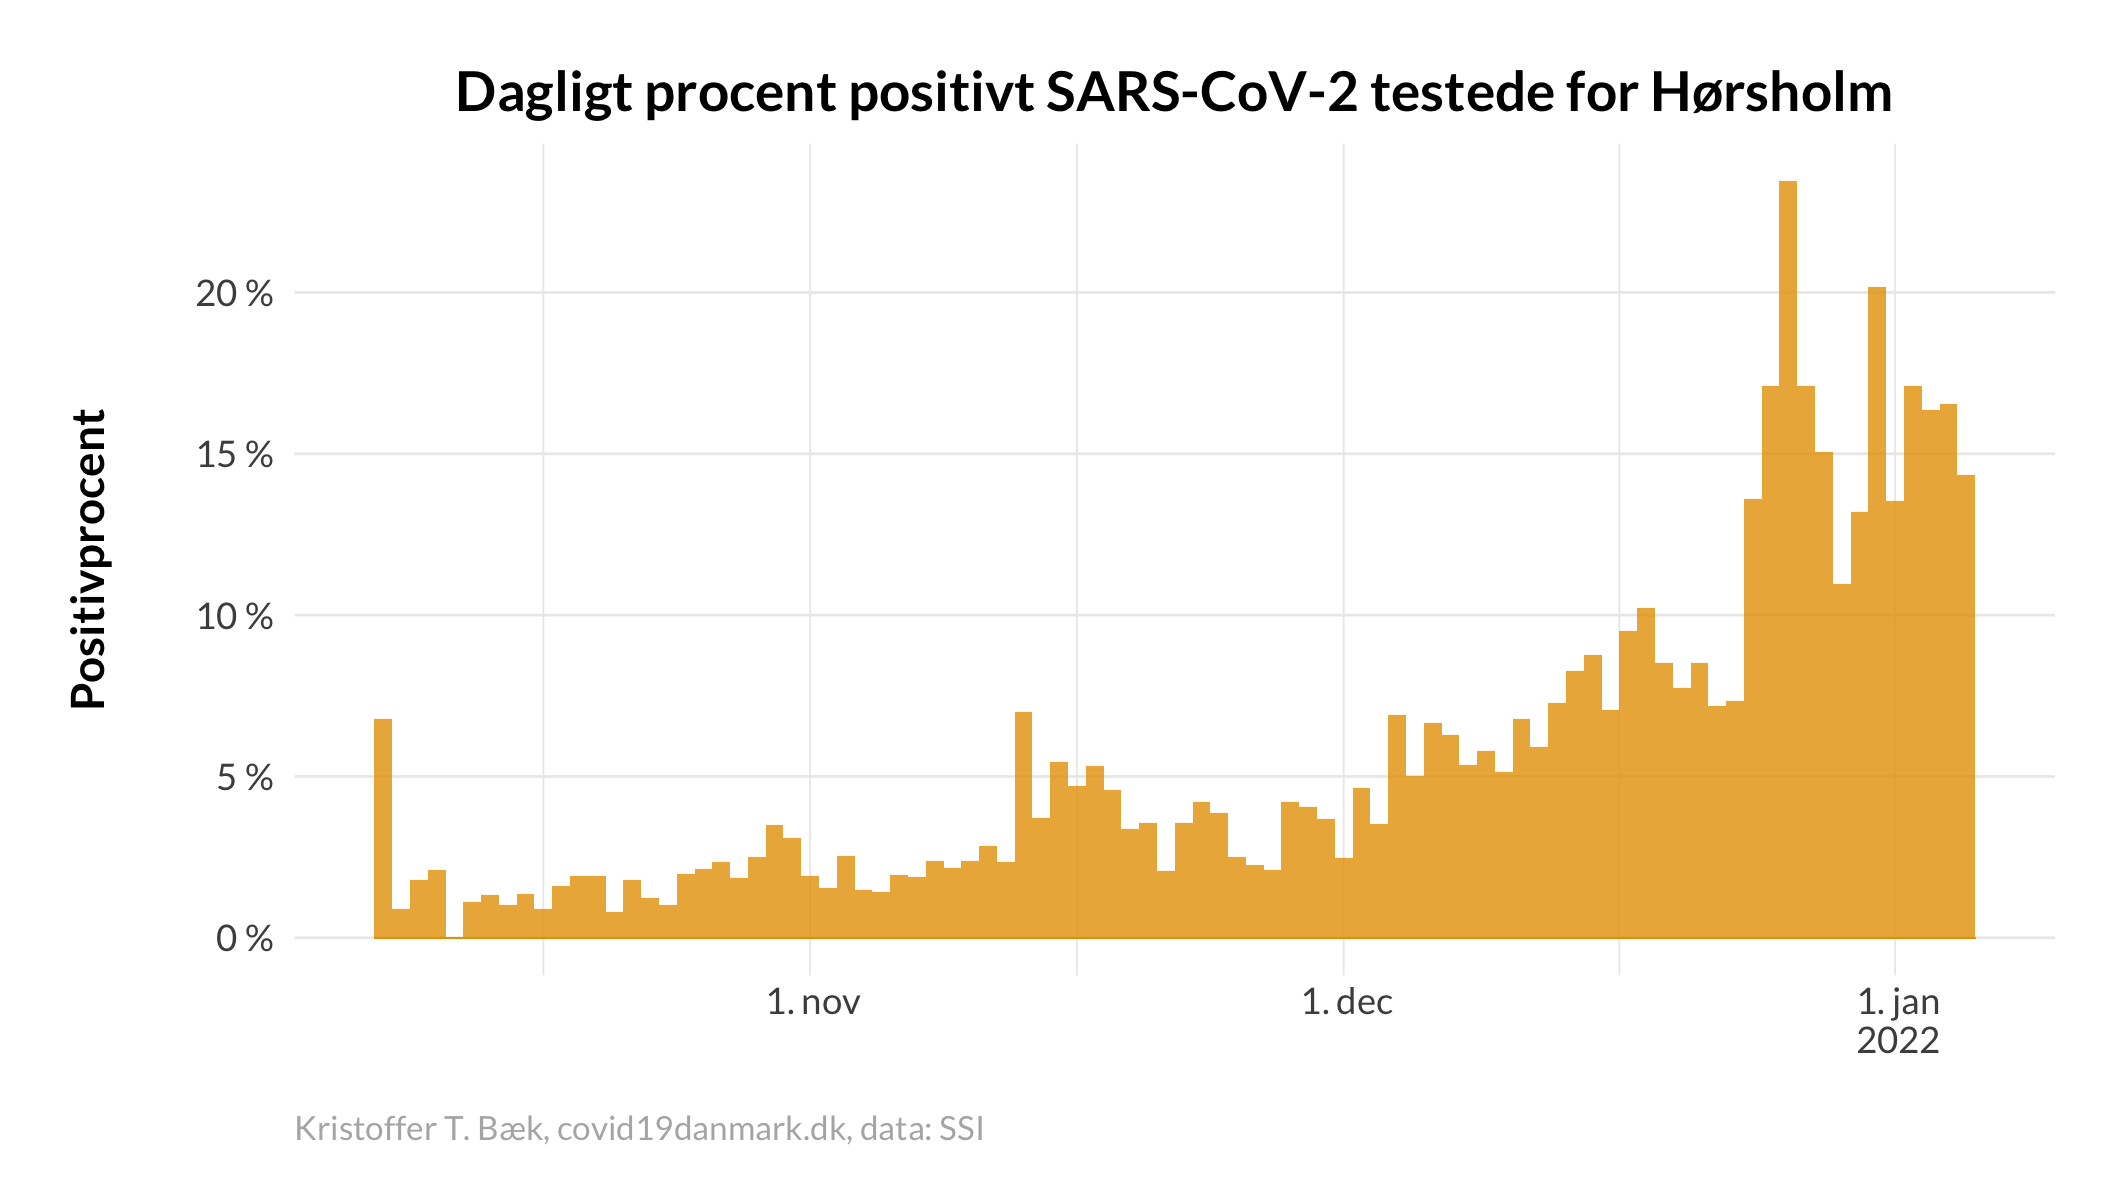 Dagligt procent positivt SARS-CoV-2 testede for Hørsholm
Positivprocent
20 %
15 %
10 %
5 %
0 %
1. nov
1. dec
1. jan
2022
Kristoffer T. Bæk, covid19danmark.dk, data: SSI